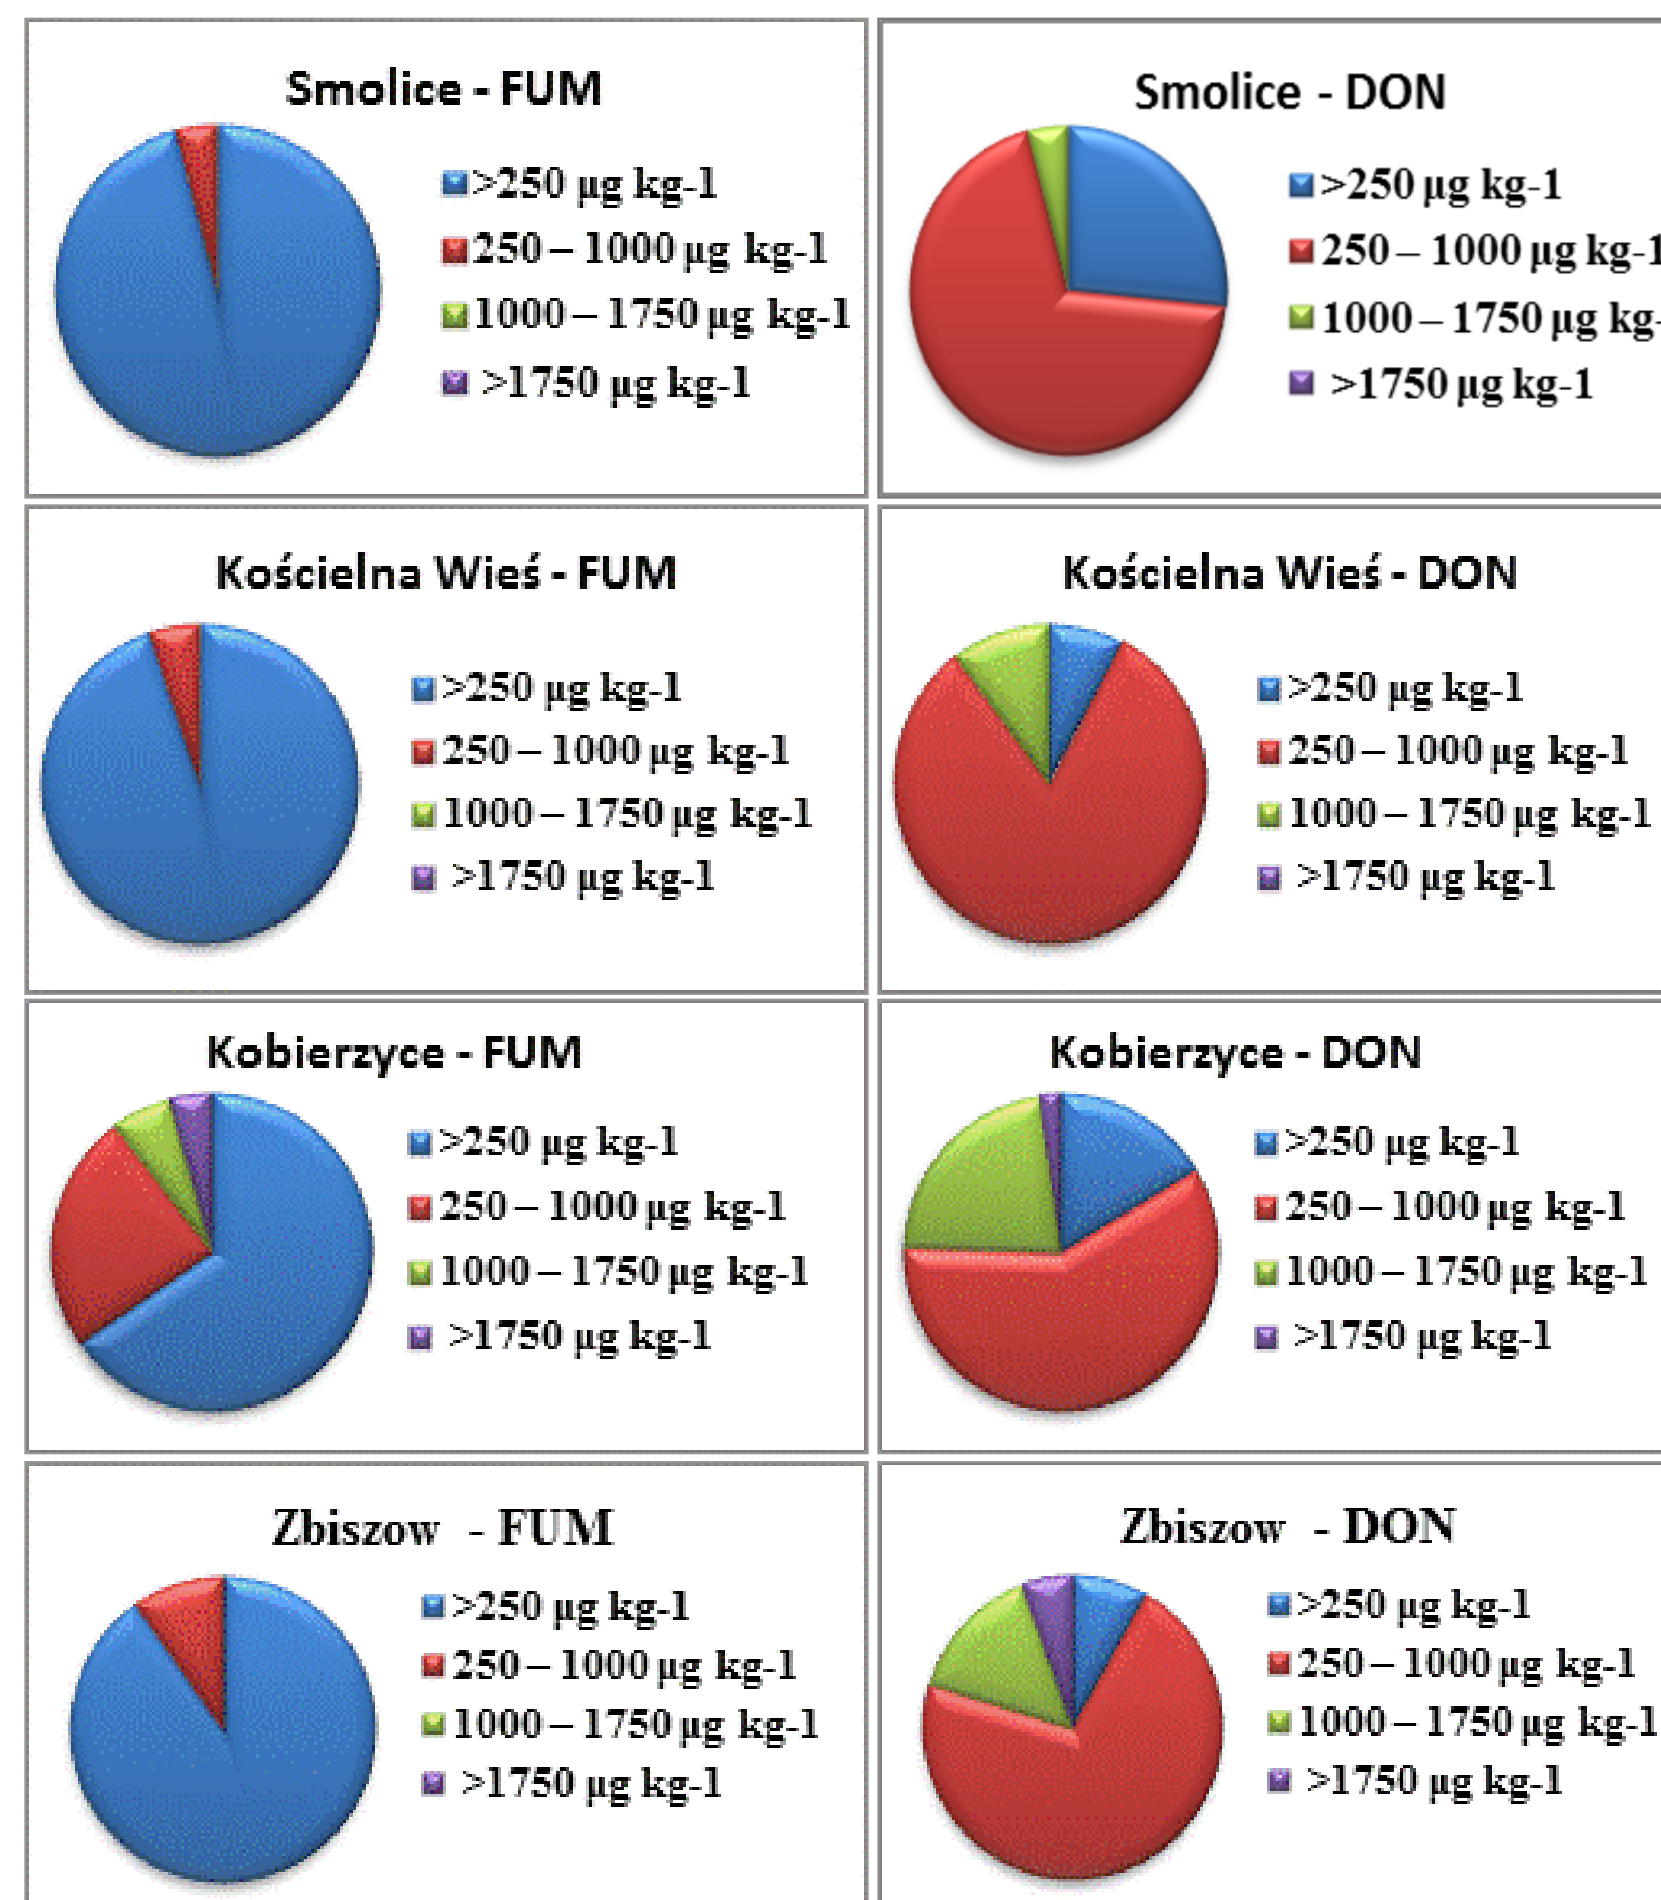 Smolice - FUM
>250 µg kg-1
250 – 1000 µg kg-1
1000 – 1750 µg kg-1
>1750 µg kg-1
Smolice - DON
>250 µg kg-1
250 – 1000 µg kg-1
1000 – 1750 µg kg-
>1750 µg kg-1
Kościelna Wieś - FUM
>250 µg kg-1
250 – 1000 µg kg-1
1000 – 1750 µg kg-1
>1750 µg kg-1
Kościelna Wieś - DON
>250 µg kg-1
250 – 1000 µg kg-1
1000 – 1750 µg kg-1
>1750 µg kg-1
Kobierzyce - FUM
>250 µg kg-1
250 – 1000 µg kg-1
1000 – 1750 µg kg-1
>1750 µg kg-1
Kobierzyce - DON
>250 µg kg-1
250 – 1000 µg kg-1
1000 – 1750 µg kg-1
>1750 µg kg-1
Zbiszow - FUM
>250 µg kg-1
250 – 1000 µg kg-1
1000 – 1750 µg kg-1
>1750 µg kg-1
Zbiszow - DON
>250 µg kg-1
250 – 1000 µg kg-1
1000 – 1750 µg kg-1
>1750 µg kg-1